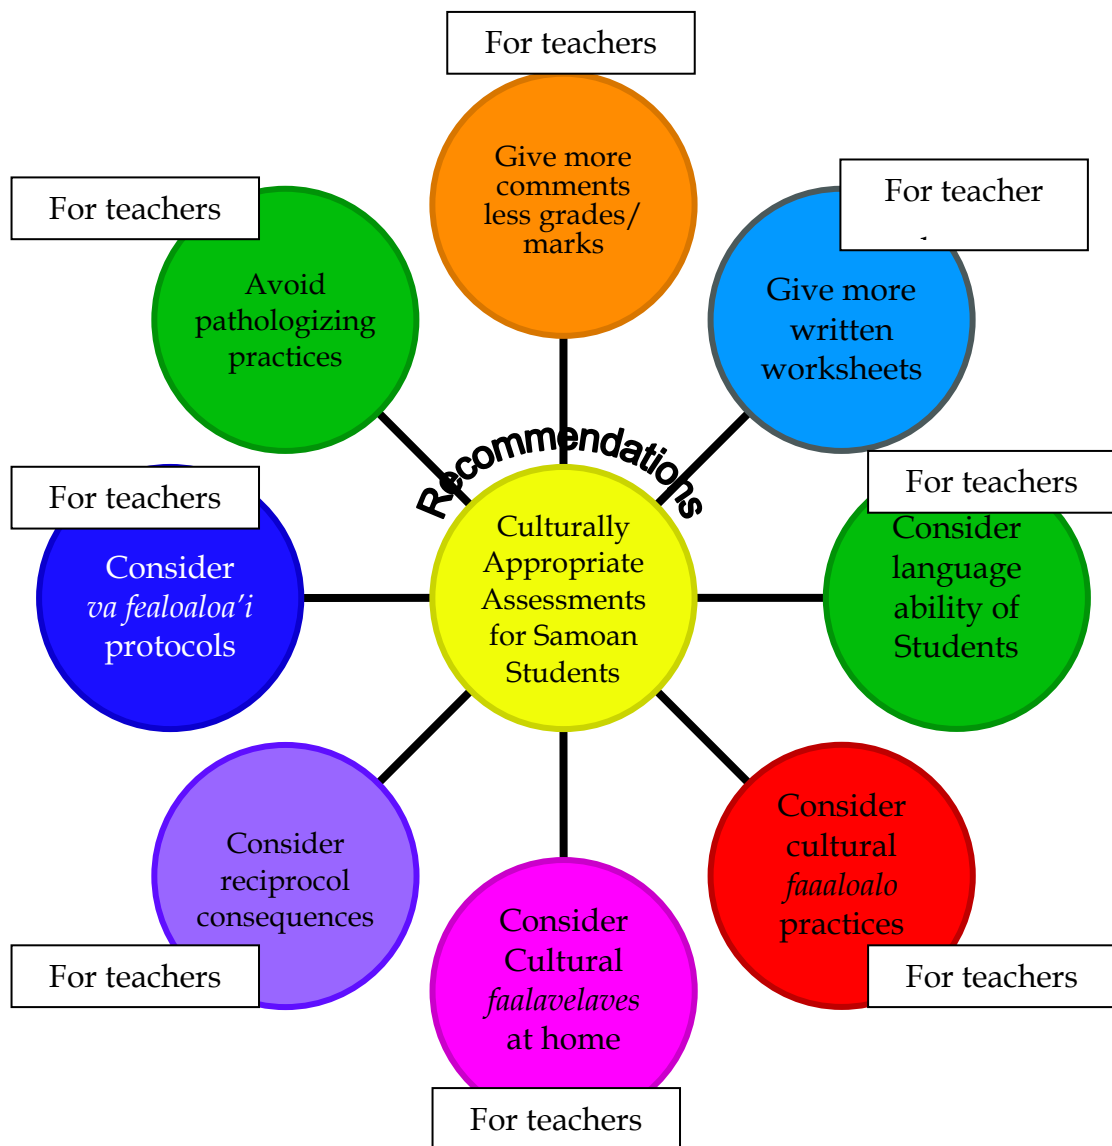 For teachers
Give more
comments
less grades/
marks
For teacher
Give more
written
worksheets
For teachers
Consider
language
ability of
Students
Consider
cultural
faaaloalo
practices
For teachers
Consider
Cultural
faalavelaves
at home
For teachers
Consider
reciprocol
consequences
For teachers
For teachers
Consider
va fealoaloa’i
protocols
For teachers
Avoid
pathologizing
practices
Recommendations
Culturally
Appropriate
Assessments
for Samoan
Students